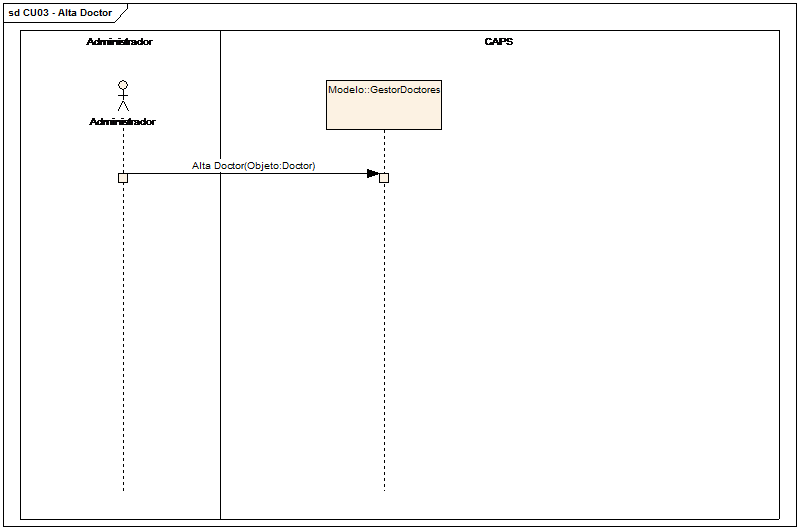 sd CU03 - Alta Doctor
Administrador
CAPS
Modelo::GestorDoctores
Administrador
Alta Doctor(Objeto:Doctor)